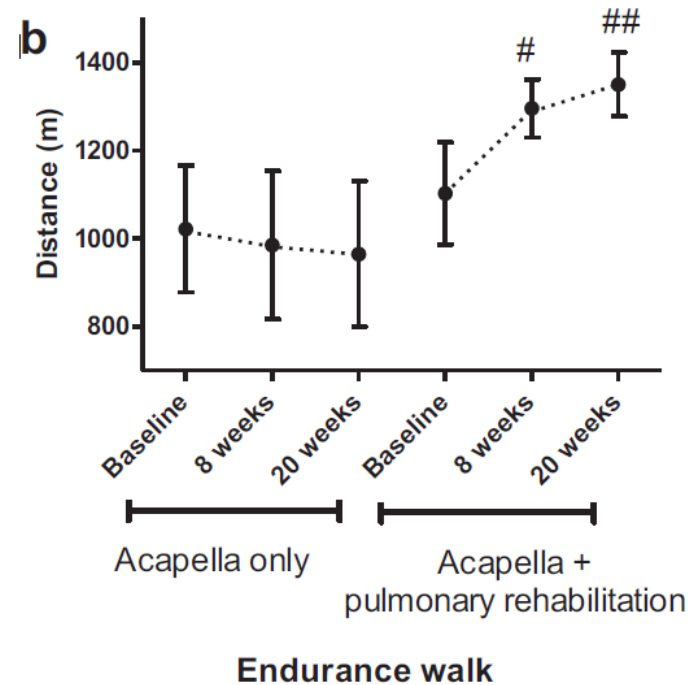 b
Distance (m)
1400
1200
1000
800
#
##
Baseline
8 weeks
20 weeks
Baseline
8 weeks
20 weeks
Acapella only
Acapella +
pulmonary rehabilitation
Endurance walk